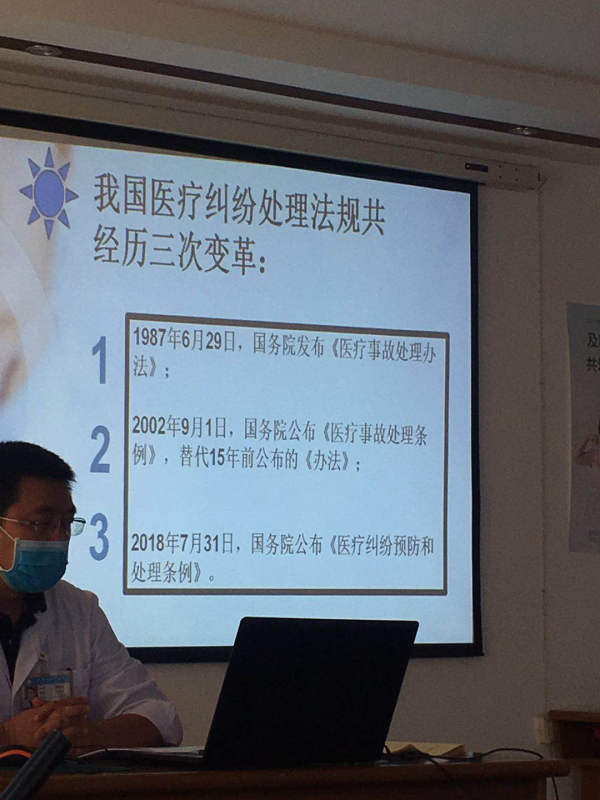 我国医疗纠纷处理法规共
经历三次变革：
1
1987年6月29日，国务院发布《医疗事故处理办
法》；
2
2002年9月1日，国务院公布《医疗事故处理条
例》，替代15年前公布的《办法》；
3
2018年7月31日，国务院公布《医疗纠纷预防和
处理条例》。